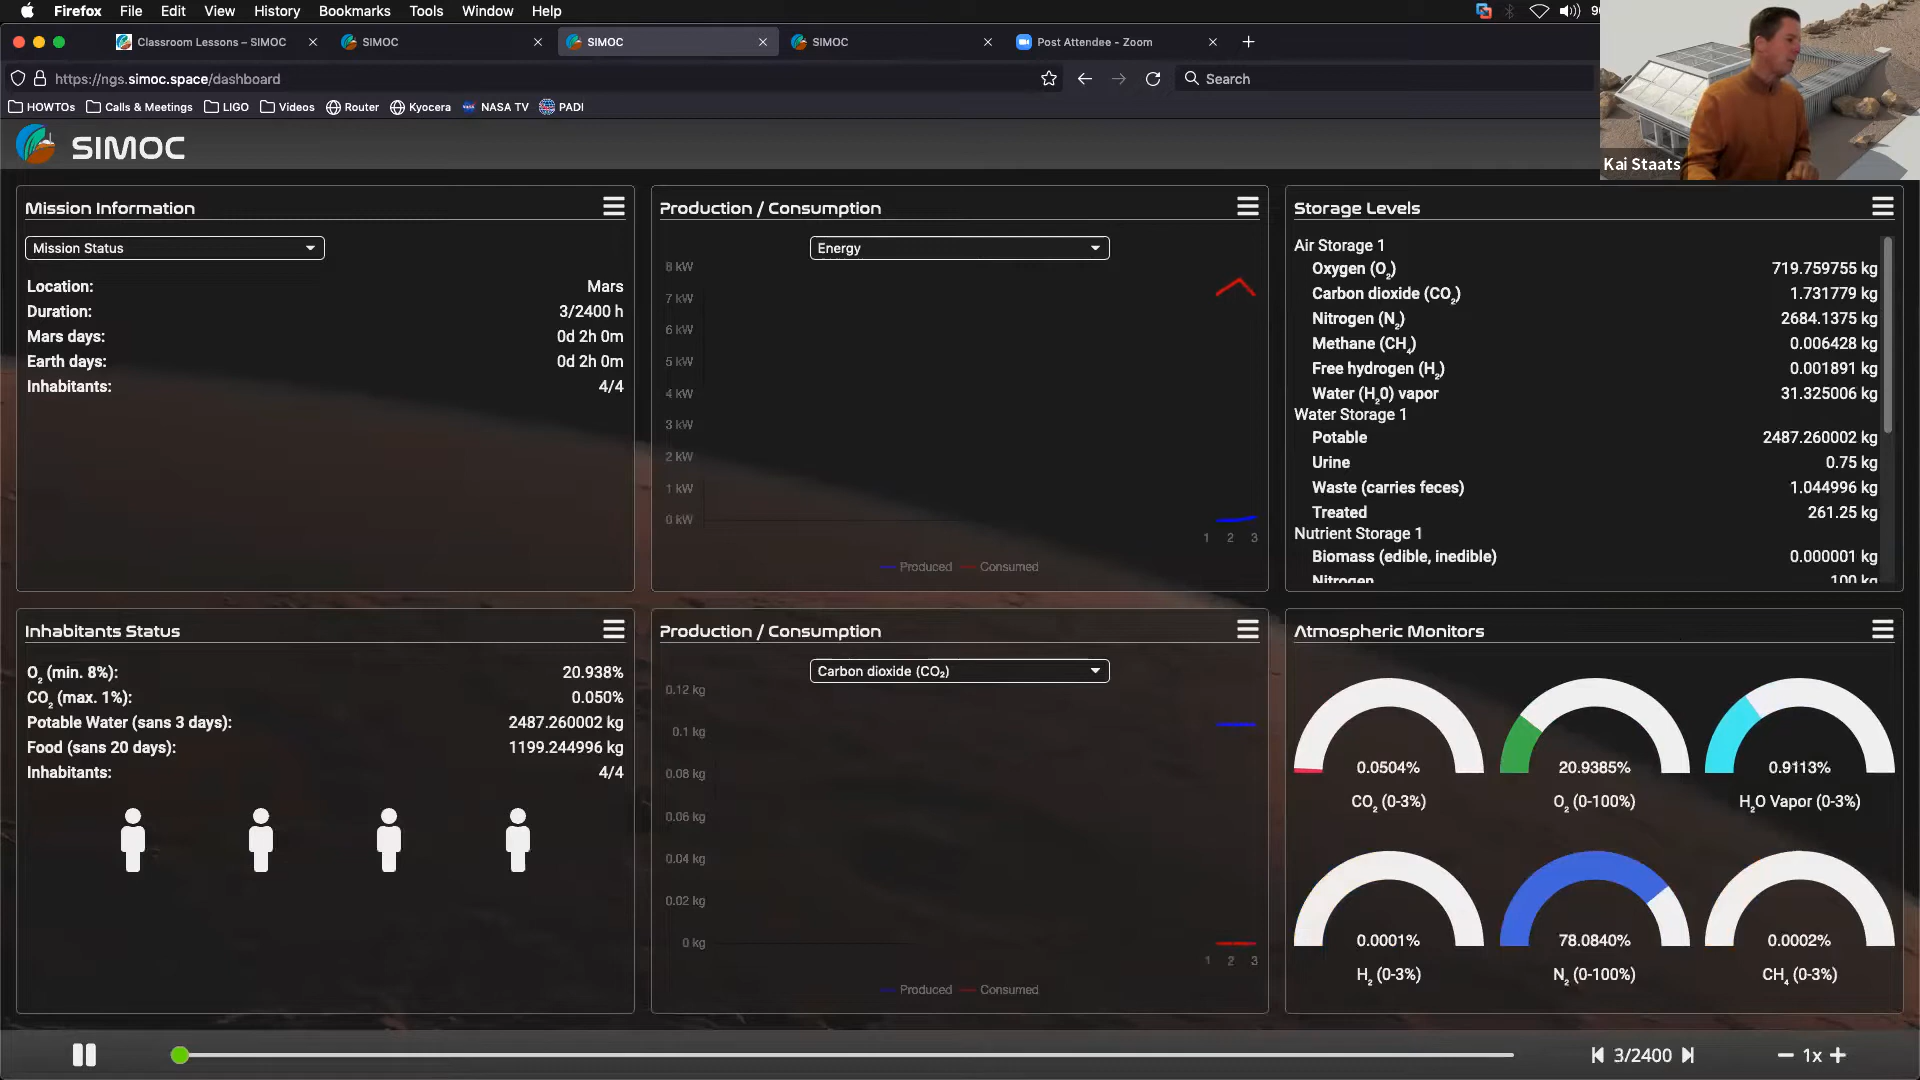 Firefox File Edit View History Bookmarks Tools Window Help
Classroom Lessons – SIMOC
SIMOC
SIMOC
SIMOC
Post Attendee - Zoom
https://ngs.simoc.space/dashboard
Search
HOWTOs Calls & Meetings LIGO Videos Router Kyocera NASA TV PADI
Kai Staats
SIMOC
Mission Information
Mission Status
Location: Mars
Duration: 3/2400 h
Mars days: 0d 2h 0m
Earth days: 0d 2h 0m
Inhabitants: 4/4
Production / Consumption
Energy
8 kW
7 kW
6 kW
5 kW
4 kW
3 kW
2 kW
1 kW
0 kW
1 2 3
Produced Consumed
Storage Levels
Air Storage 1
Oxygen (O₂) 719.759755 kg
Carbon dioxide (CO₂) 1.731779 kg
Nitrogen (N₂) 2684.1375 kg
Methane (CH₄) 0.006428 kg
Free hydrogen (H₂) 0.001891 kg
Water (H₂0) vapor 31.325006 kg
Water Storage 1
Potable 2487.260002 kg
Urine 0.75 kg
Waste (carries feces) 1.044996 kg
Treated 261.25 kg
Nutrient Storage 1
Biomass (edible, inedible) 0.000001 kg
Nitrogen 100 kg
Inhabitants Status
O₂ (min. 8%): 20.938%
CO₂ (max. 1%): 0.050%
Potable Water (sans 3 days): 2487.260002 kg
Food (sans 20 days): 1199.244996 kg
Inhabitants: 4/4
Production / Consumption
Carbon dioxide (CO₂)
0.12 kg
0.1 kg
0.08 kg
0.06 kg
0.04 kg
0.02 kg
0 kg
1 2 3
Produced Consumed
Atmospheric Monitors
0.0504% 20.9385% 0.9113%
CO₂ (0-3%) O₂ (0-100%) H₂O Vapor (0-3%)
0.0001% 78.0840% 0.0002%
H₂ (0-3%) N₂ (0-100%) CH₄ (0-3%)
3/2400
1x